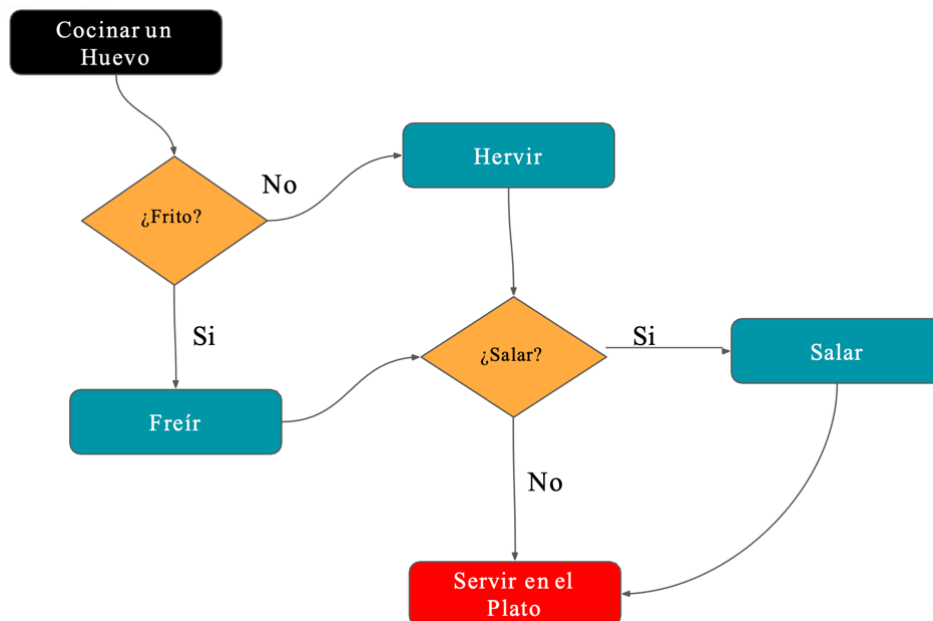 Cocinar un
Huevo
Hervir
No
¿Frito?
Si
Si
¿Salar?
Salar
Freír
No
Servir en el
Plato